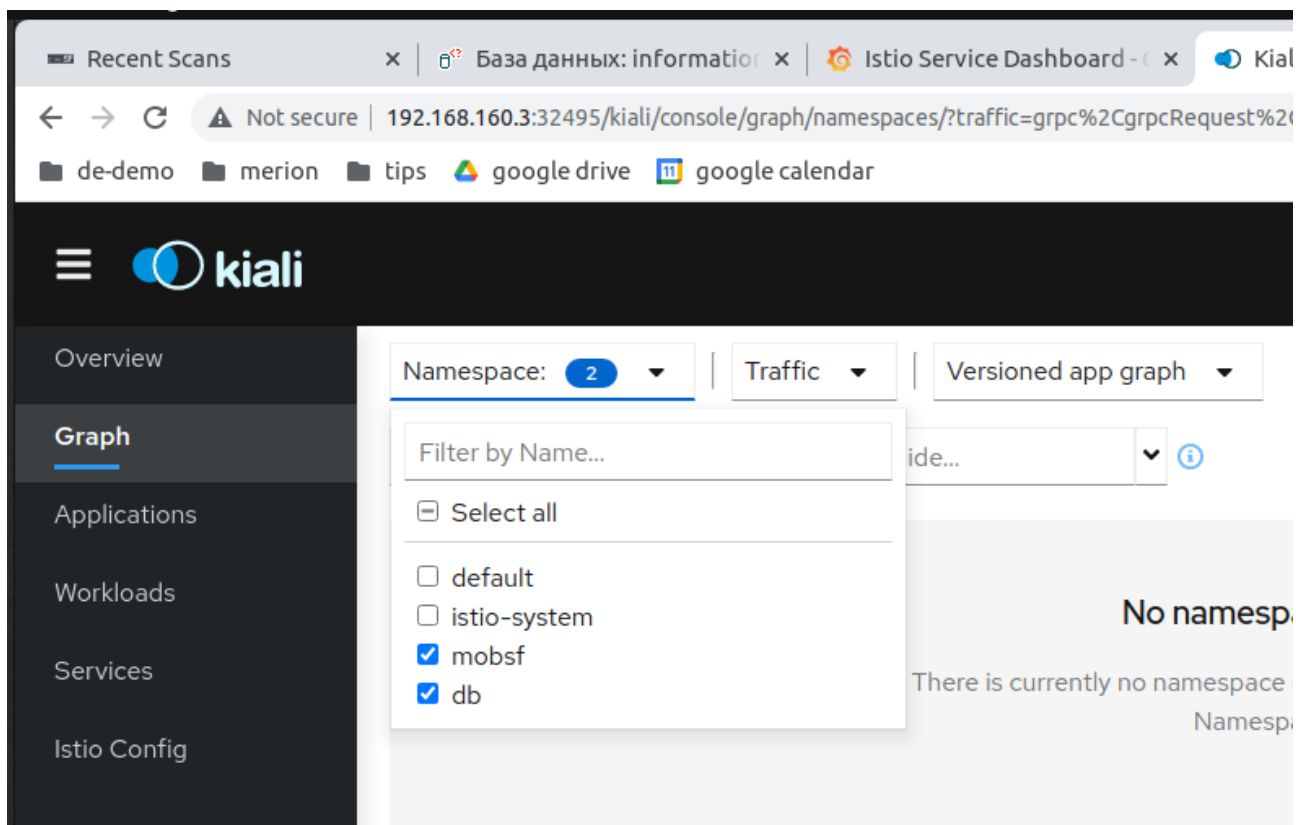 Recent Scans
База данных: information
Istio Service Dashboard -
Kial
Not secure
192.168.160.3:32495/kiali/console/graph/namespaces/?traffic=grpc%2CgrpcRequest%2
de-demo
merion
tips
google drive
11
google calendar
kiali
Overview
Graph
Applications
Workloads
Services
Istio Config
Namespace: 2
Traffic
Versioned app graph
Filter by Name...
ide...
Select all
default
istio-system
mobsf
db
No namespa
There is currently no namespace
Namespa